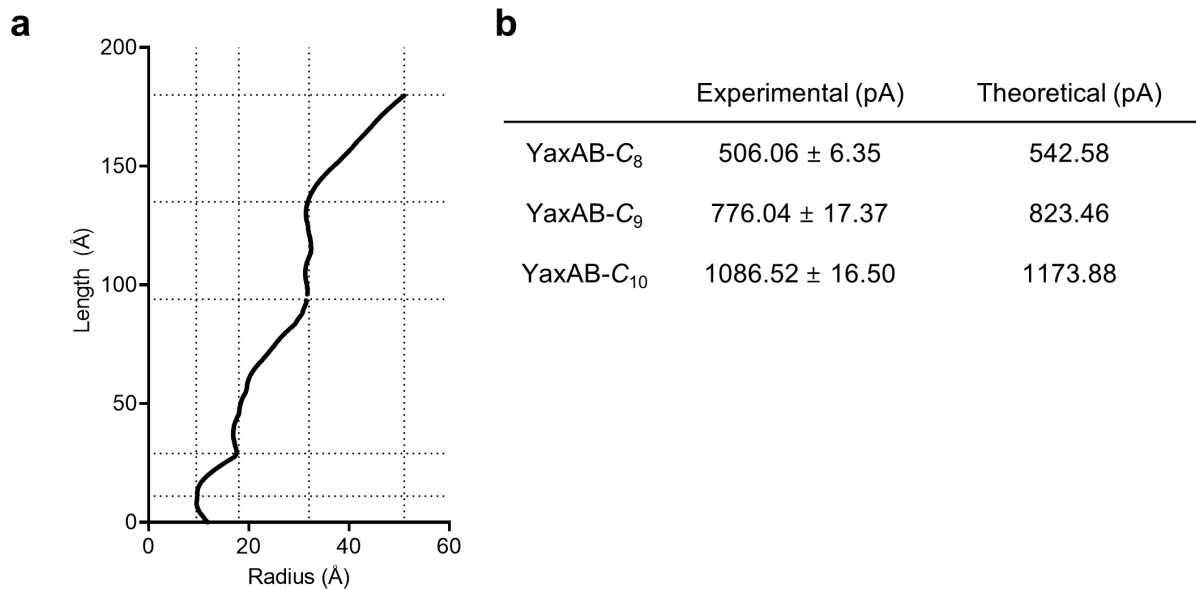 a
200
150
100
50
0
Length (Å)
0 20 40 60
Radius (Å)
b
Experimental (pA) Theoretical (pA)
YaxAB-C₈ 506.06 ± 6.35 542.58
YaxAB-C₉ 776.04 ± 17.37 823.46
YaxAB-C₁₀ 1086.52 ± 16.50 1173.88